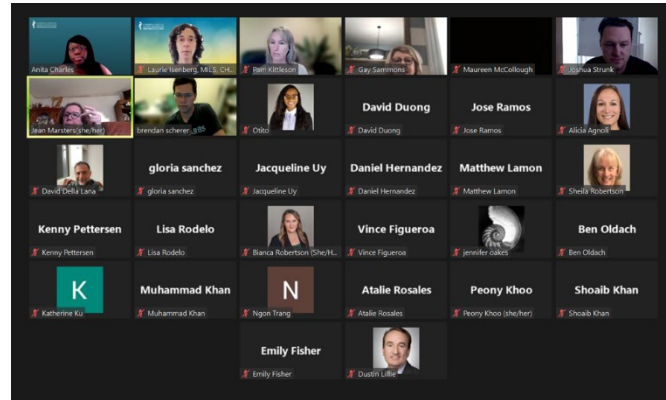 Anita Charles
Laurie Isenberg, MILS, CH...
Pam Kittleson
Gay Sammons
Maureen McCollough
Joshua Strunk
Jean Marsters(she/her)
brendan scherer
Otito
David Duong
David Duong
Jose Ramos
Jose Ramos
Alicia Agnoli
David Della Lana
gloria sanchez
gloria sanchez
Jacqueline Uy
Jacqueline Uy
Daniel Hernandez
Daniel Hernandez
Matthew Lamon
Matthew Lamon
Sheila Robertson
Kenny Pettersen
Kenny Pettersen
Lisa Rodelo
Lisa Rodelo
Bianca Robertson (She/H...
Vince Figueroa
Vince Figueroa
jennifer oakes
Ben Oldach
Ben Oldach
K
Katherine Ku
Muhammad Khan
Muhammad Khan
N
Ngon Trang
Atalie Rosales
Atalie Rosales
Peony Khoo
Peony Khoo (she/her)
Shoaib Khan
Shoaib Khan
Emily Fisher
Emily Fisher
Dustin Lillie